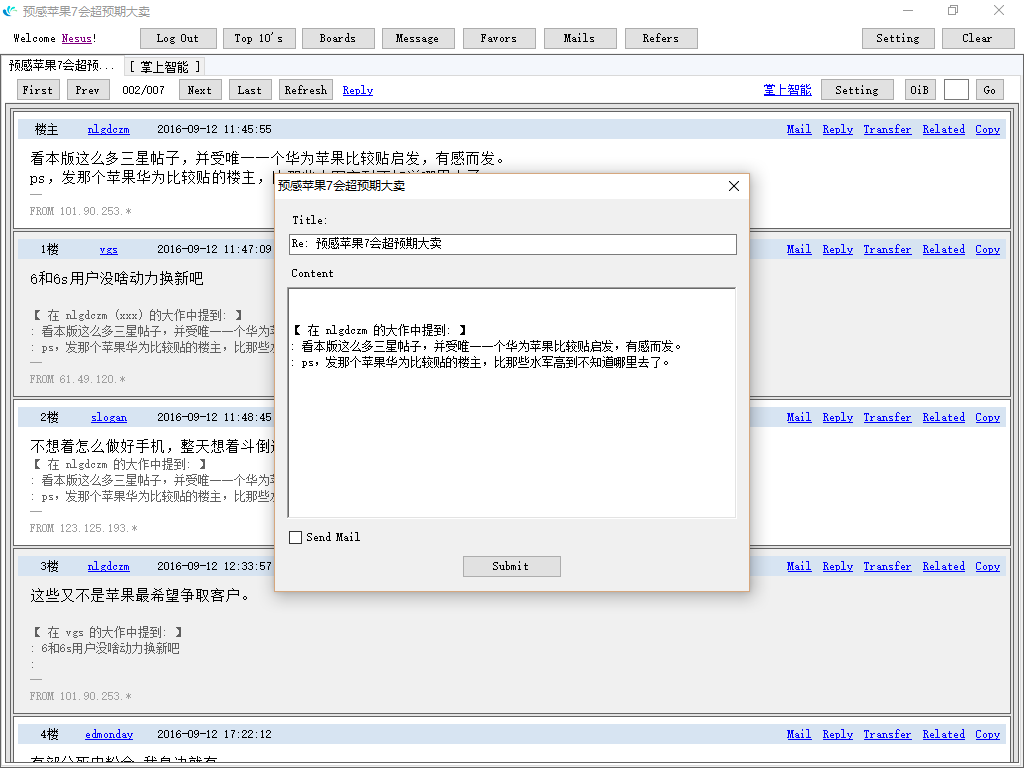 预感苹果7会超预期大卖
Welcome Nesus!
Log Out
Top 10's
Boards
Message
Favors
Mails
Refers
Setting
Clear
预感苹果7会超预...
[ 掌上智能 ]
First
Prev
002/007
Next
Last
Refresh
Reply
掌上智能
Setting
OiB
Go
楼主 nlgdczm 2016-09-12 11:45:55 Mail Reply Transfer Related Copy
看本版这么多三星帖子，并受唯一一个华为苹果比较贴启发，有感而发。
ps，发那个苹果华为比较贴的楼主，
—
FROM 101.90.253.*
1楼 vgs 2016-09-12 11:47:09 Mail Reply Transfer Related Copy
6和6s用户没啥动力换新吧
【 在 nlgdczm (xxx) 的大作中提到: 】
: 看本版这么多三星帖子，并受唯一一个华为
: ps，发那个苹果华为比较贴的楼主，比那些
—
FROM 61.49.120.*
2楼 slogan 2016-09-12 11:48:45 Mail Reply Transfer Related Copy
不想着怎么做好手机，整天想着斗倒
【 在 nlgdczm 的大作中提到: 】
: 看本版这么多三星帖子，并受唯一一个华为
: ps，发那个苹果华为比较贴的楼主，比那些
—
FROM 123.125.193.*
3楼 nlgdczm 2016-09-12 12:33:57 Mail Reply Transfer Related Copy
这些又不是苹果最希望争取客户。
【 在 vgs 的大作中提到: 】
: 6和6s用户没啥动力换新吧
:
—
FROM 101.90.253.*
4楼 edmonday 2016-09-12 17:22:12 Mail Reply Transfer Related Copy
预感苹果7会超预期大卖
Title:
Re: 预感苹果7会超预期大卖
Content
【 在 nlgdczm 的大作中提到: 】
: 看本版这么多三星帖子，并受唯一一个华为苹果比较贴启发，有感而发。
: ps，发那个苹果华为比较贴的楼主，比那些水军高到不知道哪里去了。
Send Mail
Submit